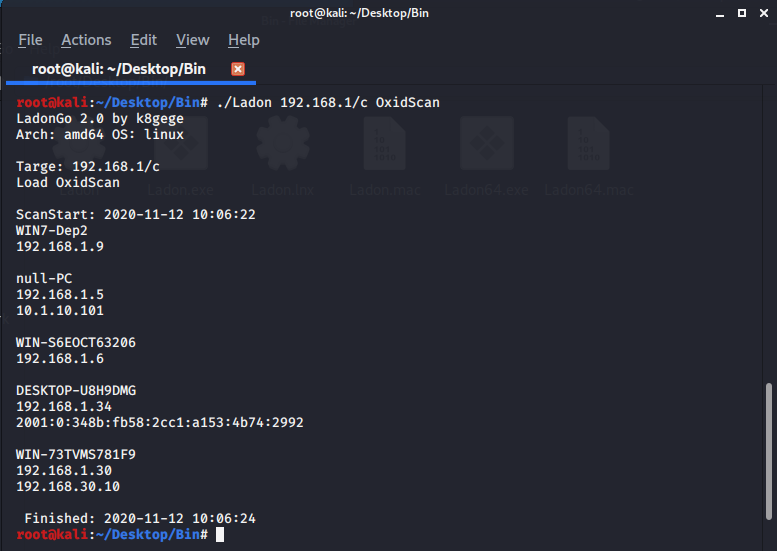 root@kali: ~/Desktop/Bin
File Actions Edit View Help
root@kali: ~/Desktop/Bin
root@kali:~/Desktop/Bin# ./Ladon 192.168.1/c OxidScan
LadonGo 2.0 by k8gege
Arch: amd64 OS: linux
Targe: 192.168.1/c
Load OxidScan
Ladon.exe Ladon.lnx Ladon.mac Ladon64.exe Ladon64.mac
ScanStart: 2020-11-12 10:06:22
WIN7-Dep2
192.168.1.9
null-PC
192.168.1.5
10.1.10.101
WIN-S6EOCT63206
192.168.1.6
DESKTOP-U8H9DMG
192.168.1.34
2001:0:348b:fb58:2cc1:a153:4b74:2992
WIN-73TVMS781F9
192.168.1.30
192.168.30.10
Finished: 2020-11-12 10:06:24
root@kali:~/Desktop/Bin#